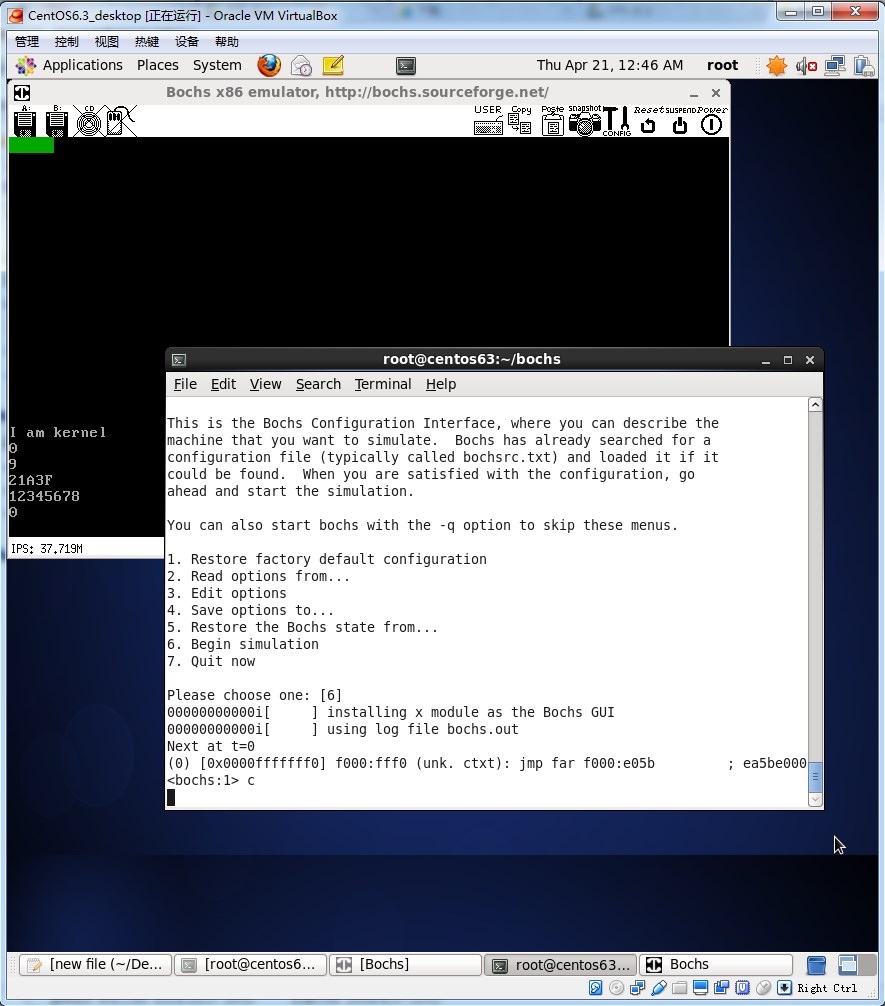 CentOS6.3_desktop [正在运行] - Oracle VM VirtualBox
管理 控制 视图 热键 设备 帮助
Applications Places System Thu Apr 21, 12:46 AM root
Bochs x86 emulator, http://bochs.sourceforge.net/
A: B: CD USER Copy Poste snapshot CONFIG Reset SUSPEND Power
I am kernel
0
9
21A3F
12345678
0
IPS: 37.719M
root@centos63:~/bochs
File Edit View Search Terminal Help
This is the Bochs Configuration Interface, where you can describe the
machine that you want to simulate.  Bochs has already searched for a
configuration file (typically called bochsrc.txt) and loaded it if it
could be found.  When you are satisfied with the configuration, go
ahead and start the simulation.
You can also start bochs with the -q option to skip these menus.
1. Restore factory default configuration
2. Read options from...
3. Edit options
4. Save options to...
5. Restore the Bochs state from...
6. Begin simulation
7. Quit now
Please choose one: [6]
00000000000i[     ] installing x module as the Bochs GUI
00000000000i[     ] using log file bochs.out
Next at t=0
(0) [0x0000fffffff0] f000:fff0 (unk. ctxt): jmp far f000:e05b         ; ea5be000
<bochs:1> c
[new file (~/De... [root@centos6... [Bochs] root@centos63... Bochs
Right Ctrl